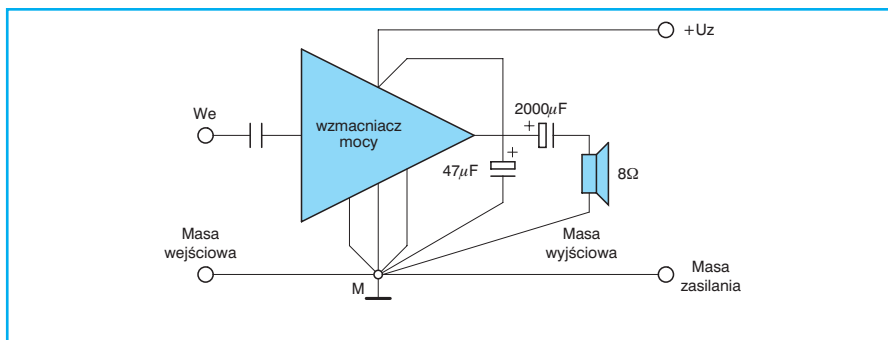 +Uz
We
wzmacniacz
mocy
2000µF
+
+
47µF
8Ω
Masa
wejściowa
Masa
wyjściowa
M
Masa
zasilania